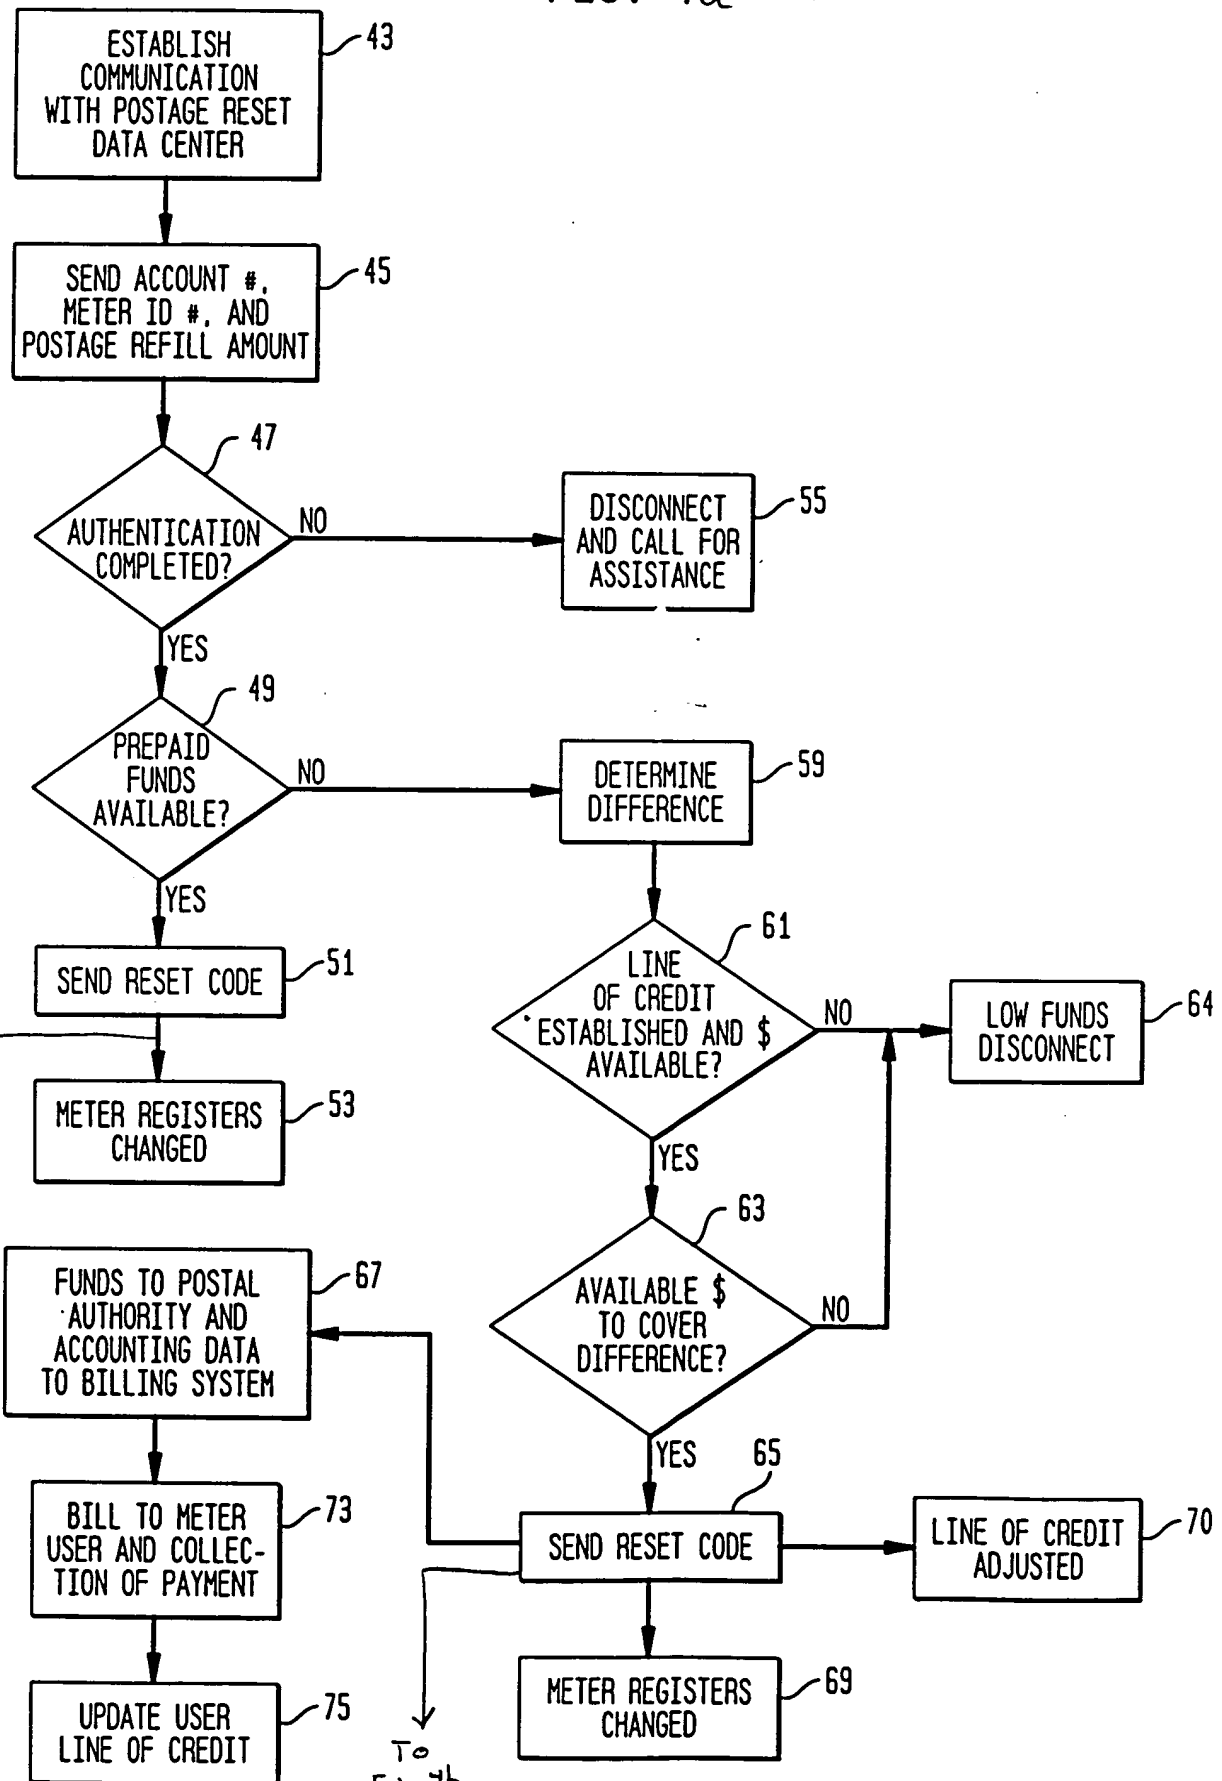 FIG. 4a
ESTABLISH
COMMUNICATION
WITH POSTAGE RESET
DATA CENTER
43
SEND ACCOUNT #,
METER ID #, AND
POSTAGE REFILL AMOUNT
45
47
AUTHENTICATION
COMPLETED?
NO
DISCONNECT
AND CALL FOR
ASSISTANCE
55
YES
49
PREPAID
FUNDS
AVAILABLE?
NO
DETERMINE
DIFFERENCE
59
YES
SEND RESET CODE
51
METER REGISTERS
CHANGED
53
61
LINE
OF CREDIT
ESTABLISHED AND $
AVAILABLE?
NO
LOW FUNDS
DISCONNECT
64
YES
63
AVAILABLE $
TO COVER
DIFFERENCE?
NO
YES
65
SEND RESET CODE
LINE OF CREDIT
ADJUSTED
70
METER REGISTERS
CHANGED
69
FUNDS TO POSTAL
AUTHORITY AND
ACCOUNTING DATA
TO BILLING SYSTEM
67
BILL TO METER
USER AND COLLEC-
TION OF PAYMENT
73
UPDATE USER
LINE OF CREDIT
75
To
4b